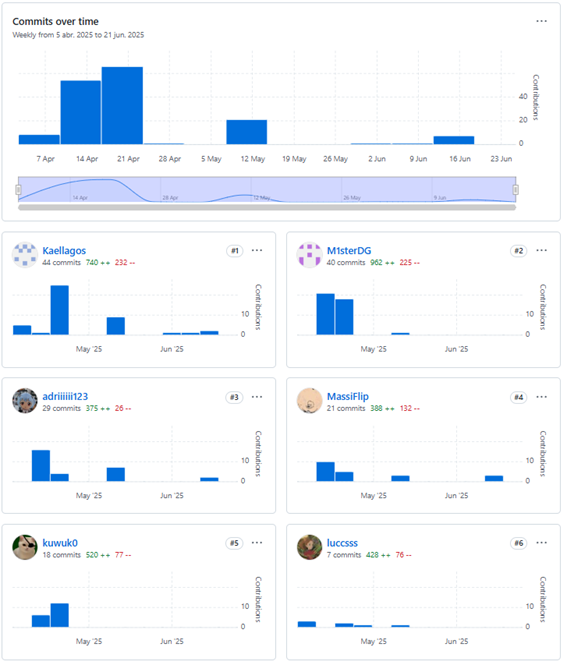 Commits over time
Weekly from 5 abr. 2025 to 21 jun. 2025
40
20
0
Contributions
7 Apr 14 Apr 21 Apr 28 Apr 5 May 12 May 19 May 26 May 2 Jun 9 Jun 16 Jun 23 Jun
14 Apr 28 Apr 12 May 26 May 9 Jun
Kaellagos #1
44 commits 740 ++ 232 --
10
0
Contributions
May '25 Jun '25
M1sterDG #2
40 commits 962 ++ 225 --
10
0
Contributions
May '25 Jun '25
adriiiiii123 #3
29 commits 375 ++ 26 --
10
0
Contributions
May '25 Jun '25
MassiFlip #4
21 commits 388 ++ 132 --
10
0
Contributions
May '25 Jun '25
kuwuk0 #5
18 commits 520 ++ 77 --
10
0
Contributions
May '25 Jun '25
luccsss #6
7 commits 428 ++ 76 --
10
0
Contributions
May '25 Jun '25